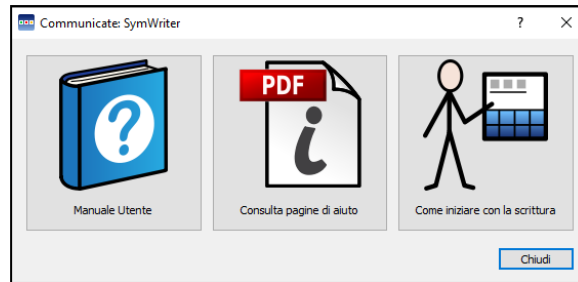 Communicate: SymWriter
PDF
Manuale Utente
Consulta pagine di aiuto
Come iniziare con la scrittura
Chiudi